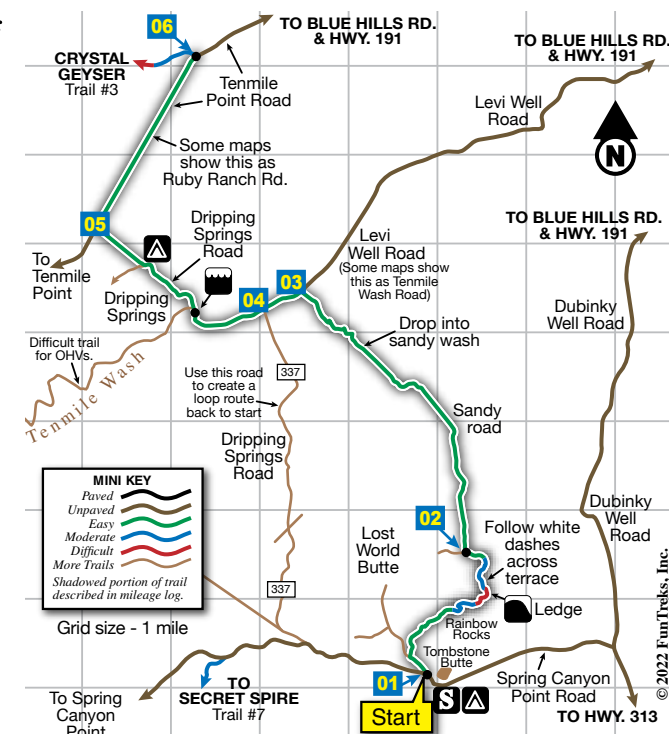 06
TO BLUE HILLS RD.
& HWY. 191
CRYSTAL
GEYSER
Trail #3
Tenmile
Point Road
TO BLUE HILLS RD.
& HWY. 191
Levi Well
Road
N
Some maps
show this as
Ruby Ranch Rd.
05
Dripping
Springs
Road
TO BLUE HILLS RD.
& HWY. 191
To
Tenmile
Point
Levi
Well Road
(Some maps show
this as Tenmile
Wash Road)
03
04
Dripping
Springs
Dubinky
Well Road
Drop into
sandy wash
Difficult trail
for OHVs.
Tenmile Wash
337
Use this road
to create a
loop route
back to start
Sandy
road
Dripping
Springs
Road
MINI KEY
Paved
Unpaved
Easy
Moderate
Difficult
More Trails
Shadowed portion of trail
described in mileage log.
Grid size - 1 mile
02
Lost
World
Butte
Follow white
dashes
across
terrace
Dubinky
Well
Road
337
Ledge
Rainbow
Rocks
Tombstone
Butte
01
Start
S
Spring Canyon
Point Road
TO HWY. 313
TO
SECRET SPIRE
Trail #7
To Spring
Canyon
Point
© 2022 FunTreks, Inc.